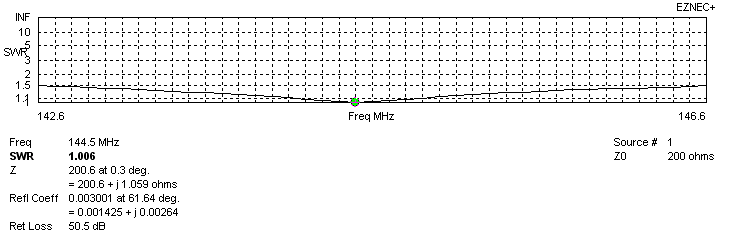 EZNEC+
INF
10
5
SWR
3
2
1.5
1.1
142.6 Freq MHz 146.6
Freq 144.5 MHz Source # 1
SWR 1.006 Z0 200 ohms
Z 200.6 at 0.3 deg.
= 200.6 + j 1.059 ohms
Refl Coeff 0.003001 at 61.64 deg.
= 0.001425 + j 0.00264
Ret Loss 50.5 dB